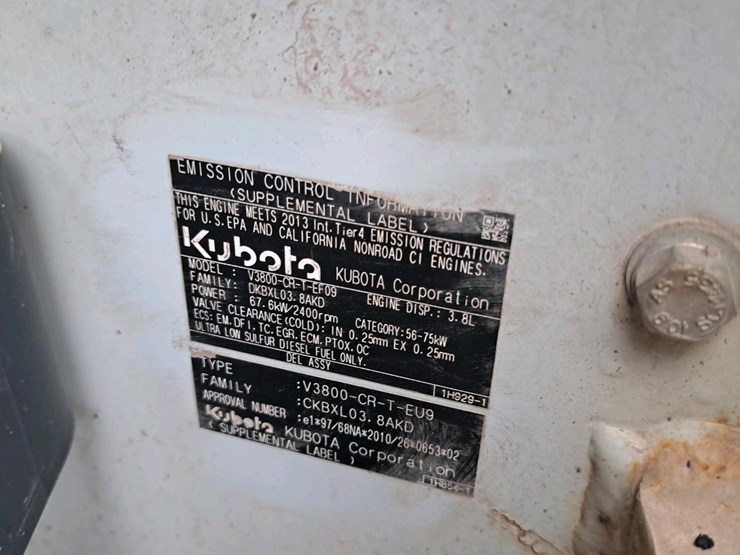 EMISSION CONTROL INFORMATION
(SUPPLEMENTAL LABEL)
THIS ENGINE MEETS 2013 Int. Tier4 EMISSION REGULATIONS
FOR U.S.EPA AND CALIFORNIA NONROAD CI ENGINES.
Kubota KUBOTA Corporation
MODEL : V3800-CR-T-EF09 ENGINE DISP.: 3.8L
FAMILY: DKBXL03.8AKD
POWER : 67.6kW/2400rpm CATEGORY:56-75kW
VALVE CLEARANCE(COLD): IN 0.25mm EX 0.25mm
ECS: EM.DFI.TC.EGR.ECM.PTOX.OC
ULTRA LOW SULFUR DIESEL FUEL ONLY.
DEL ASSY
1H929-1
TYPE :V3800-CR-T-EU9
FAMILY :CKBXL03.8AKD
APPROVAL NUMBER :e1*97/68NA*2010/26*0653*02
Kubota KUBOTA Corporation
(SUPPLEMENTAL LABEL)